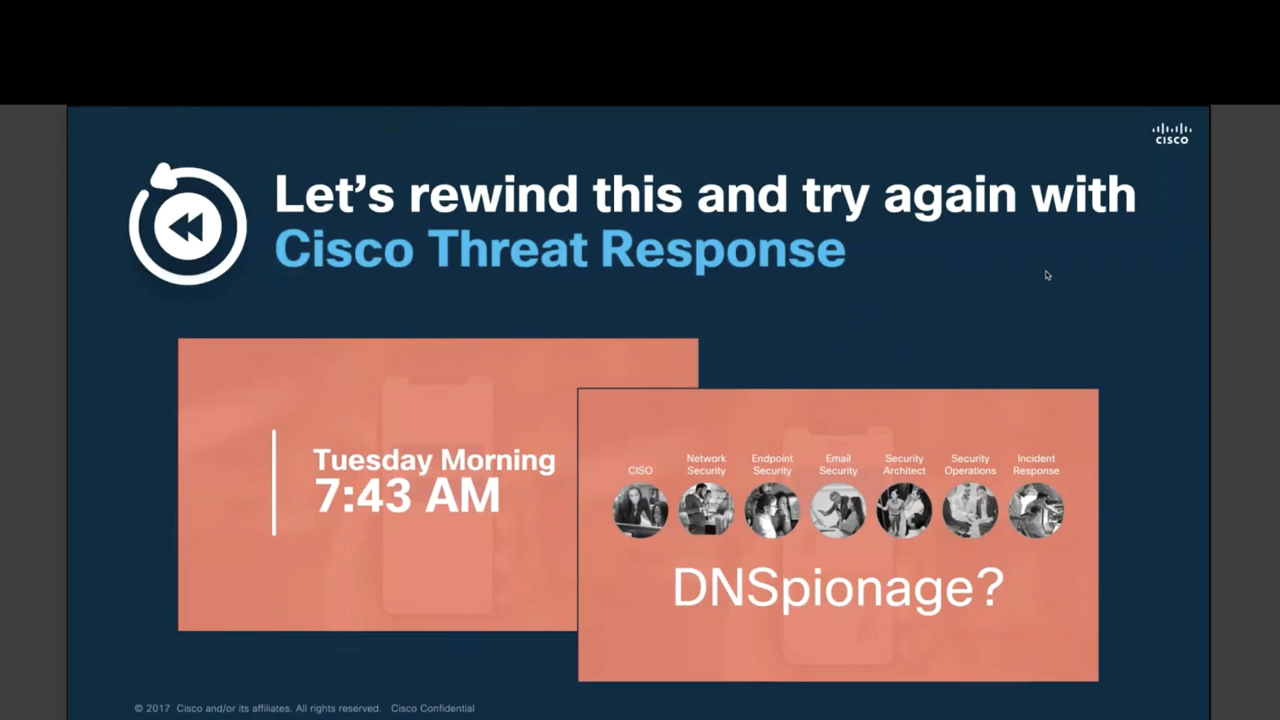 CISCO
Let's rewind this and try again with
Cisco Threat Response
Tuesday Morning
7:43 AM
CISO
Network Security
Endpoint Security
Email Security
Security Architect
Security Operations
Incident Response
DNSpionage?
© 2017 Cisco and/or its affiliates. All rights reserved. Cisco Confidential